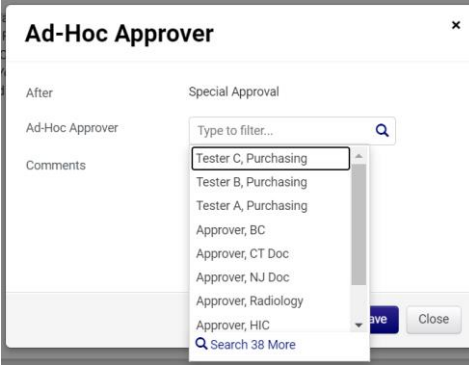 Ad-Hoc Approver
×
After Special Approval
Ad-Hoc Approver Type to filter...
Comments
Tester C, Purchasing
Tester B, Purchasing
Tester A, Purchasing
Approver, BC
Approver, CT Doc
Approver, NJ Doc
Approver, Radiology
Approver, HIC
Search 38 More
ave Close